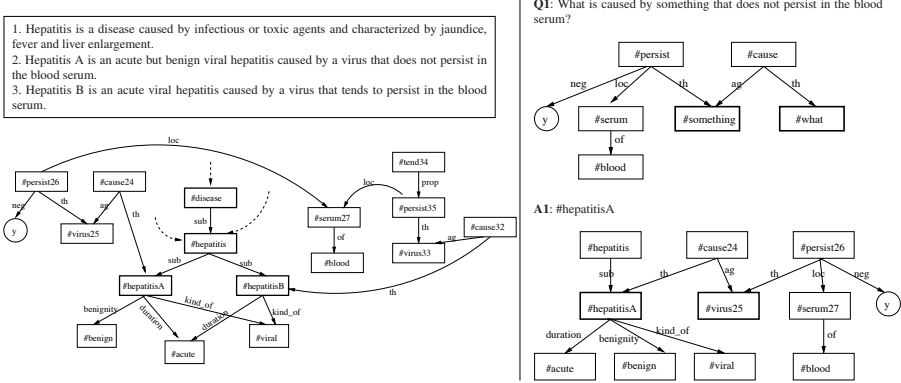 1. Hepatitis is a disease caused by infectious or toxic agents and characterized by jaundice,
fever and liver enlargement.
2. Hepatitis A is an acute but benign viral hepatitis caused by a virus that does not persist in
the blood serum.
3. Hepatitis B is an acute viral hepatitis caused by a virus that tends to persist in the blood
serum.
loc
#tend34
#persist26
#cause24
loc
prop
neg
th
ag
th
#disease
#persist35
y
#virus25
sub
#serum27
th
#cause32
#hepatitis
of
ag
#virus33
#blood
sub
sub
#hepatitisA
#hepatitisB
th
benignity
duration
kind_of
duration
kind_of
#benign
#acute
#viral
Q1: What is caused by something that does not persist in the blood
serum?
#persist
#cause
neg
loc
th
ag
th
y
#serum
#something
#what
of
#blood
A1: #hepatitisA
#hepatitis
#cause24
#persist26
sub
th
ag
th
loc
neg
#hepatitisA
#virus25
#serum27
y
duration
benignity
kind_of
of
#acute
#benign
#viral
#blood